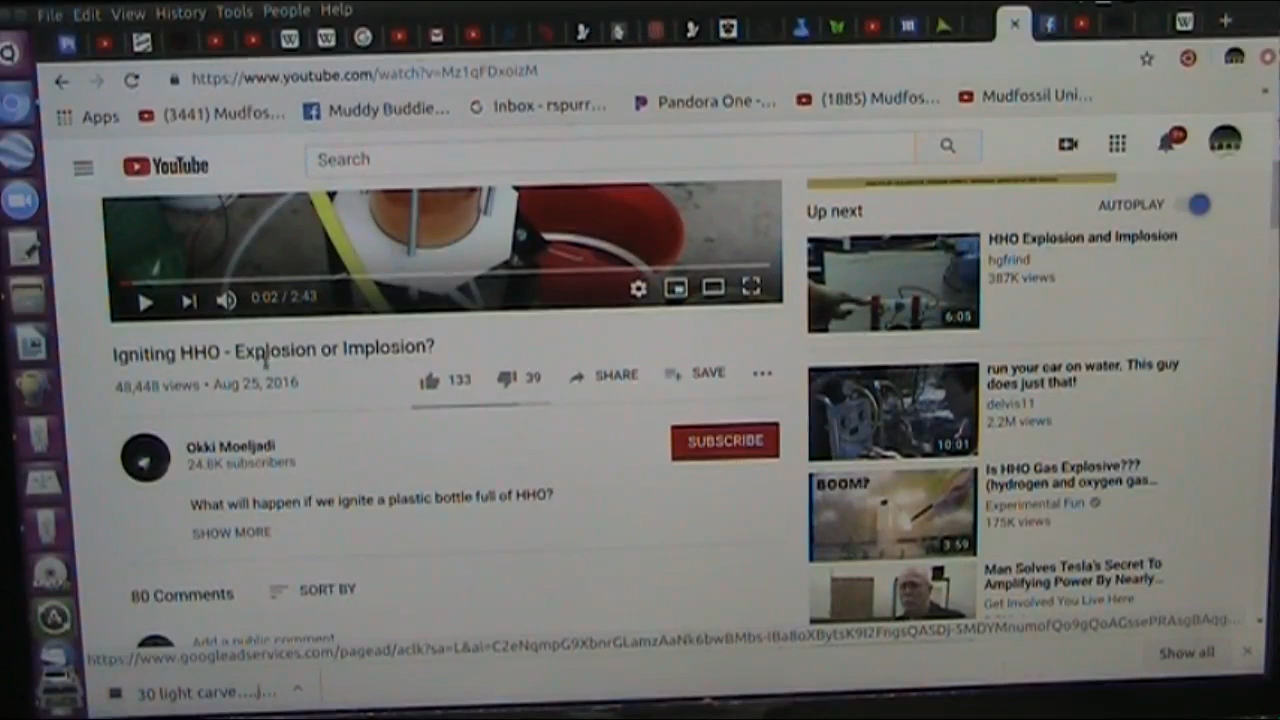 File Edit View History Tools People Help
https://www.youtube.com/watch?v=Mz1qFDxoizM
Apps (3441) Mudfos... Muddy Buddie... Inbox - rspurr... Pandora One -... (1885) Mudfos... Mudfossil Uni...
YouTube
Search
9+
Up next
AUTOPLAY
0:02 / 2:43
HHO Explosion and Implosion
hgfrind
387K views
6:05
Igniting HHO - Explosion or Implosion?
48,448 views • Aug 25, 2016
133 39 SHARE SAVE
run your car on water. This guy
does just that!
delvis11
2.2M views
10:01
Okki Moeljadi
24.8K subscribers
SUBSCRIBE
What will happen if we ignite a plastic bottle full of HHO?
SHOW MORE
BOOM?
Is HHO Gas Explosive???
(hydrogen and oxygen gas...
Experimental Fun
175K views
3:59
80 Comments SORT BY
Man Solves Tesla's Secret To
Amplifying Power By Nearly...
Get Involved You Live Here
Add a public comment
30 light carve....j...
Show all